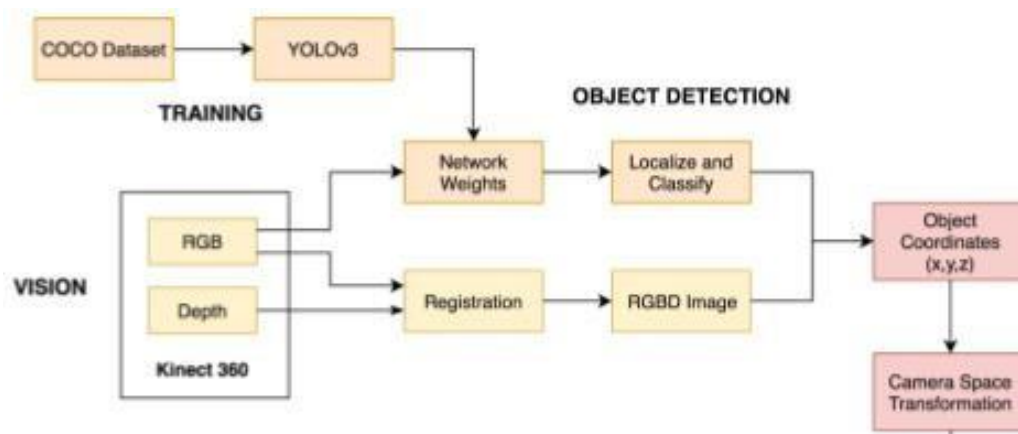 COCO Dataset
YOLOv3
TRAINING
OBJECT DETECTION
Network
Weights
Localize and
Classify
RGB
Object
Coordinates
(x,y,z)
VISION
Depth
Registration
RGBD Image
Kinect 360
Camera Space
Transformation